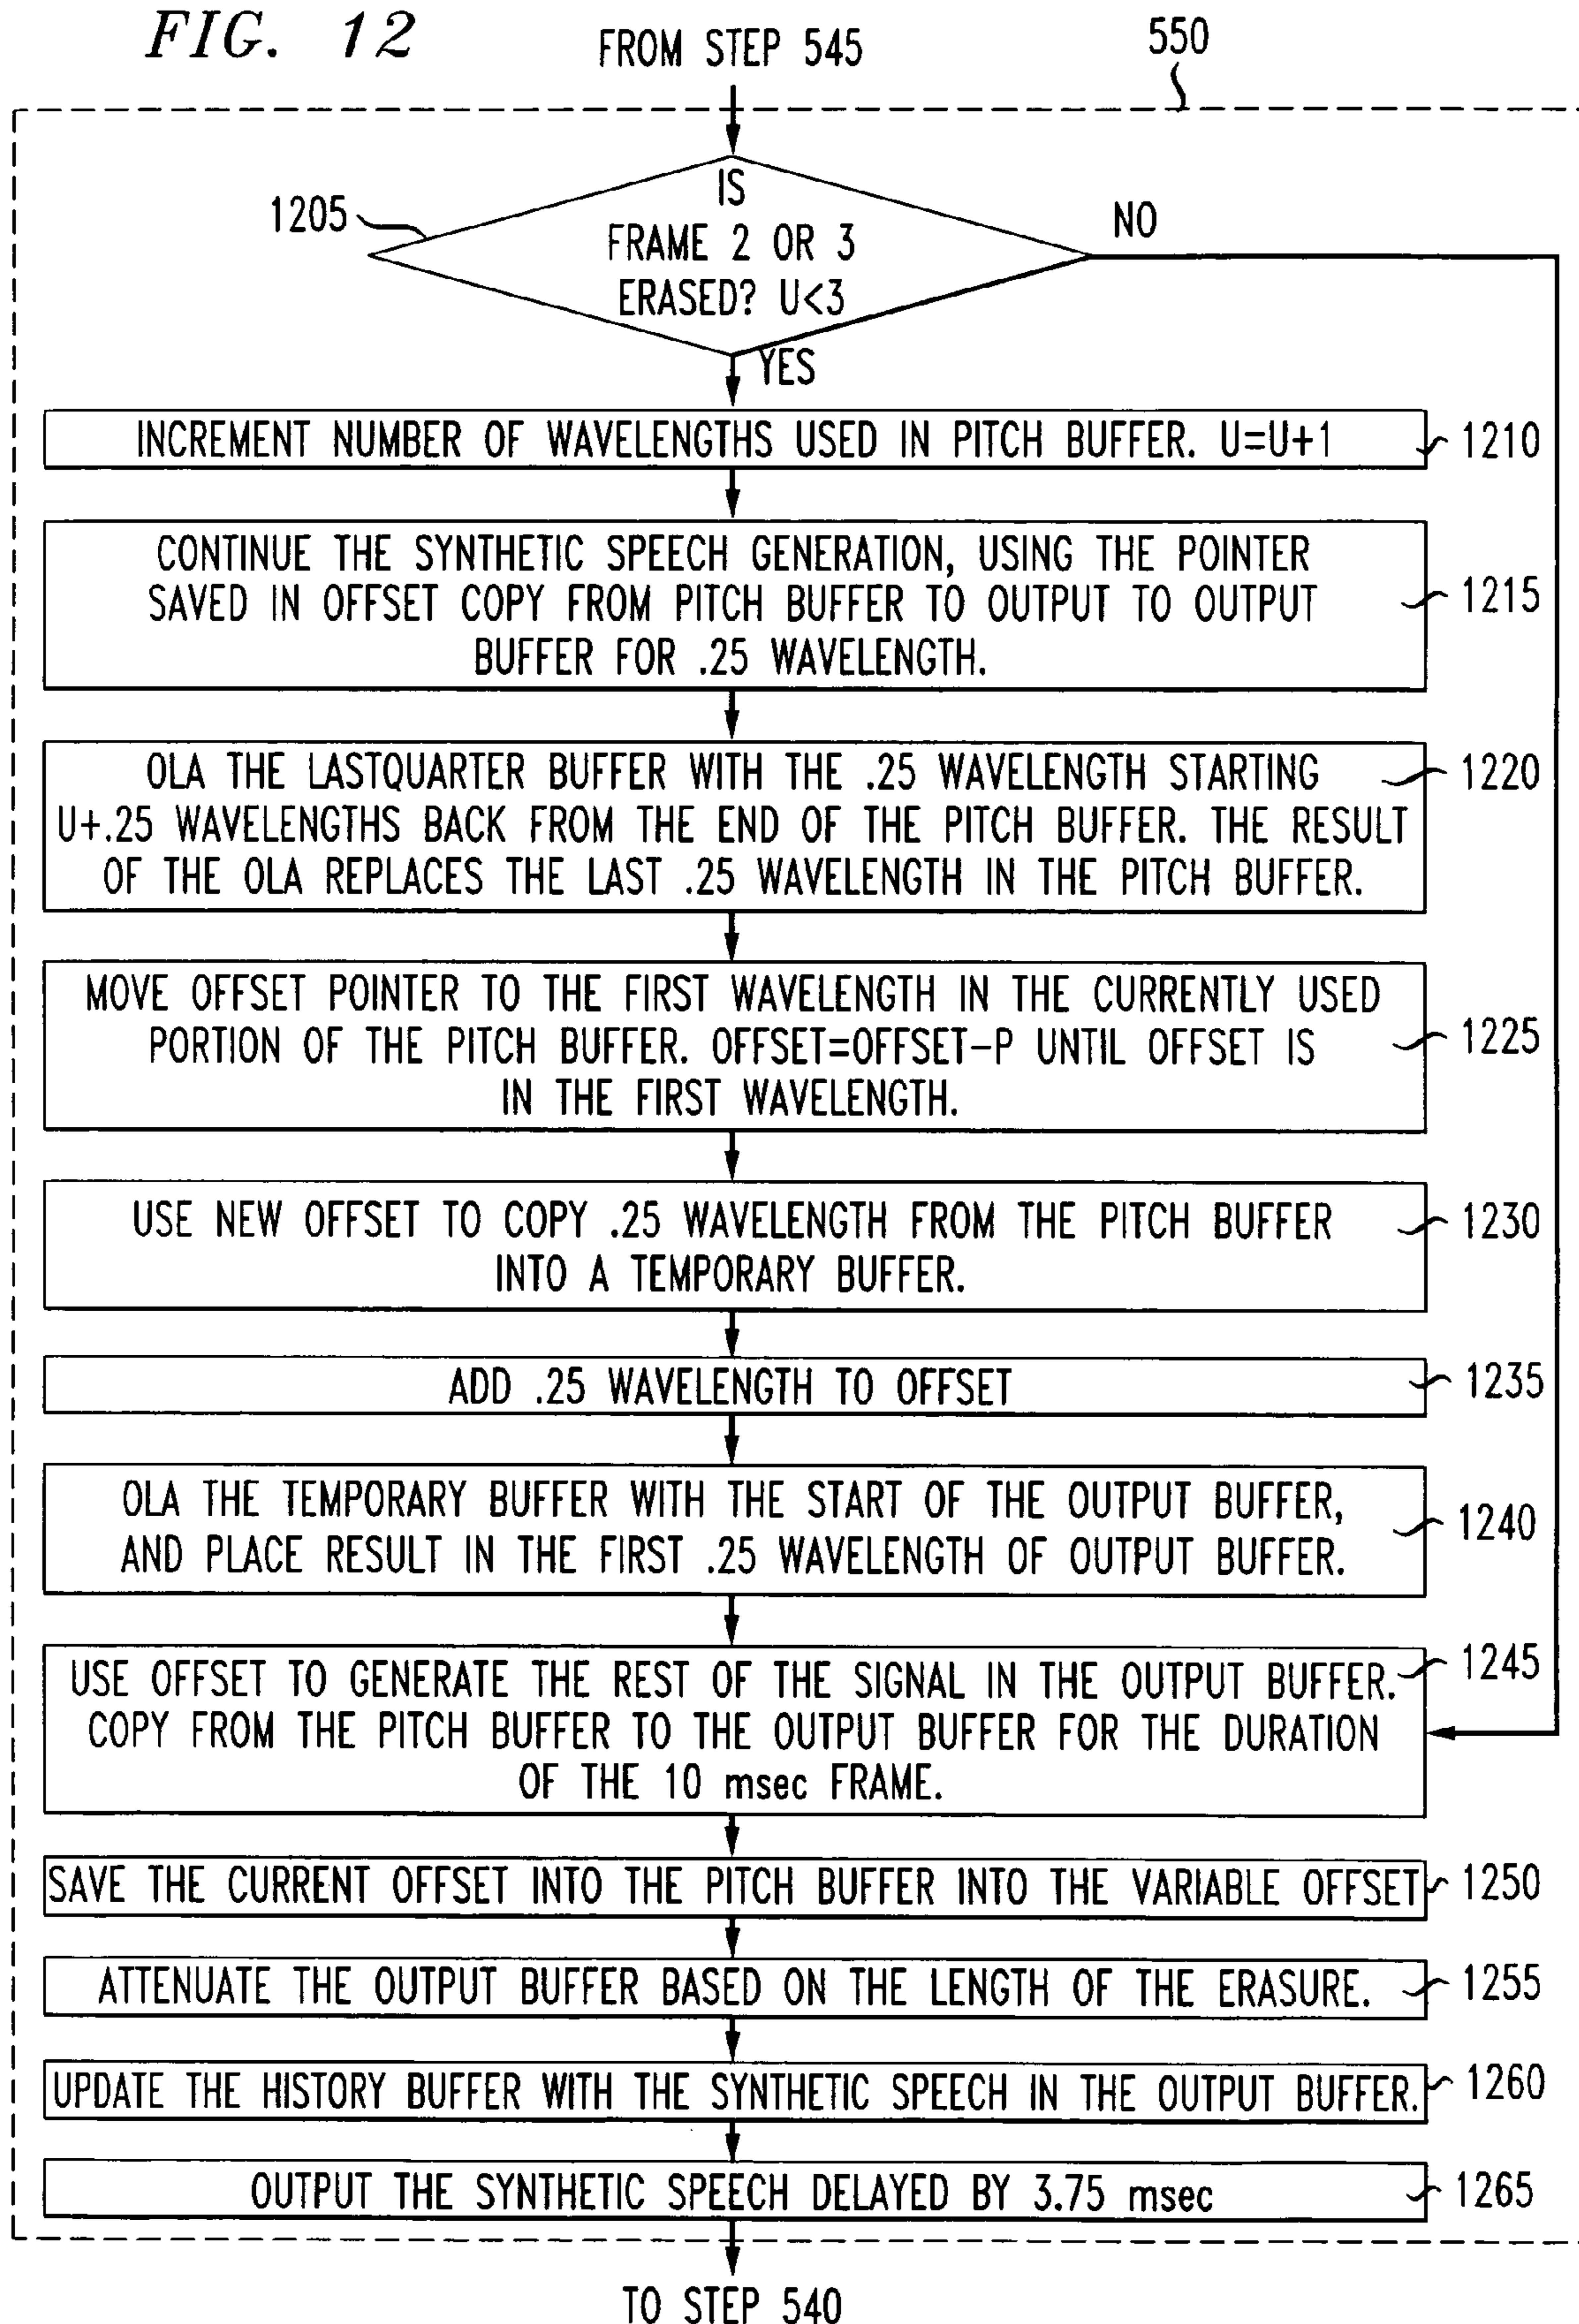 FIG. 12
FROM STEP 545
550
1205
IS
FRAME 2 OR 3
ERASED? U<3
NO
YES
INCREMENT NUMBER OF WAVELENGTHS USED IN PITCH BUFFER. U=U+1
1210
CONTINUE THE SYNTHETIC SPEECH GENERATION, USING THE POINTER
SAVED IN OFFSET COPY FROM PITCH BUFFER TO OUTPUT TO OUTPUT
BUFFER FOR .25 WAVELENGTH.
1215
OLA THE LASTQUARTER BUFFER WITH THE .25 WAVELENGTH STARTING
U+.25 WAVELENGTHS BACK FROM THE END OF THE PITCH BUFFER. THE RESULT
OF THE OLA REPLACES THE LAST .25 WAVELENGTH IN THE PITCH BUFFER.
1220
MOVE OFFSET POINTER TO THE FIRST WAVELENGTH IN THE CURRENTLY USED
PORTION OF THE PITCH BUFFER. OFFSET=OFFSET-P UNTIL OFFSET IS
IN THE FIRST WAVELENGTH.
1225
USE NEW OFFSET TO COPY .25 WAVELENGTH FROM THE PITCH BUFFER
INTO A TEMPORARY BUFFER.
1230
ADD .25 WAVELENGTH TO OFFSET
1235
OLA THE TEMPORARY BUFFER WITH THE START OF THE OUTPUT BUFFER,
AND PLACE RESULT IN THE FIRST .25 WAVELENGTH OF OUTPUT BUFFER.
1240
USE OFFSET TO GENERATE THE REST OF THE SIGNAL IN THE OUTPUT BUFFER.
COPY FROM THE PITCH BUFFER TO THE OUTPUT BUFFER FOR THE DURATION
OF THE 10 msec FRAME.
1245
SAVE THE CURRENT OFFSET INTO THE PITCH BUFFER INTO THE VARIABLE OFFSET
1250
ATTENUATE THE OUTPUT BUFFER BASED ON THE LENGTH OF THE ERASURE.
1255
UPDATE THE HISTORY BUFFER WITH THE SYNTHETIC SPEECH IN THE OUTPUT BUFFER.
1260
OUTPUT THE SYNTHETIC SPEECH DELAYED BY 3.75 msec
1265
TO STEP 540